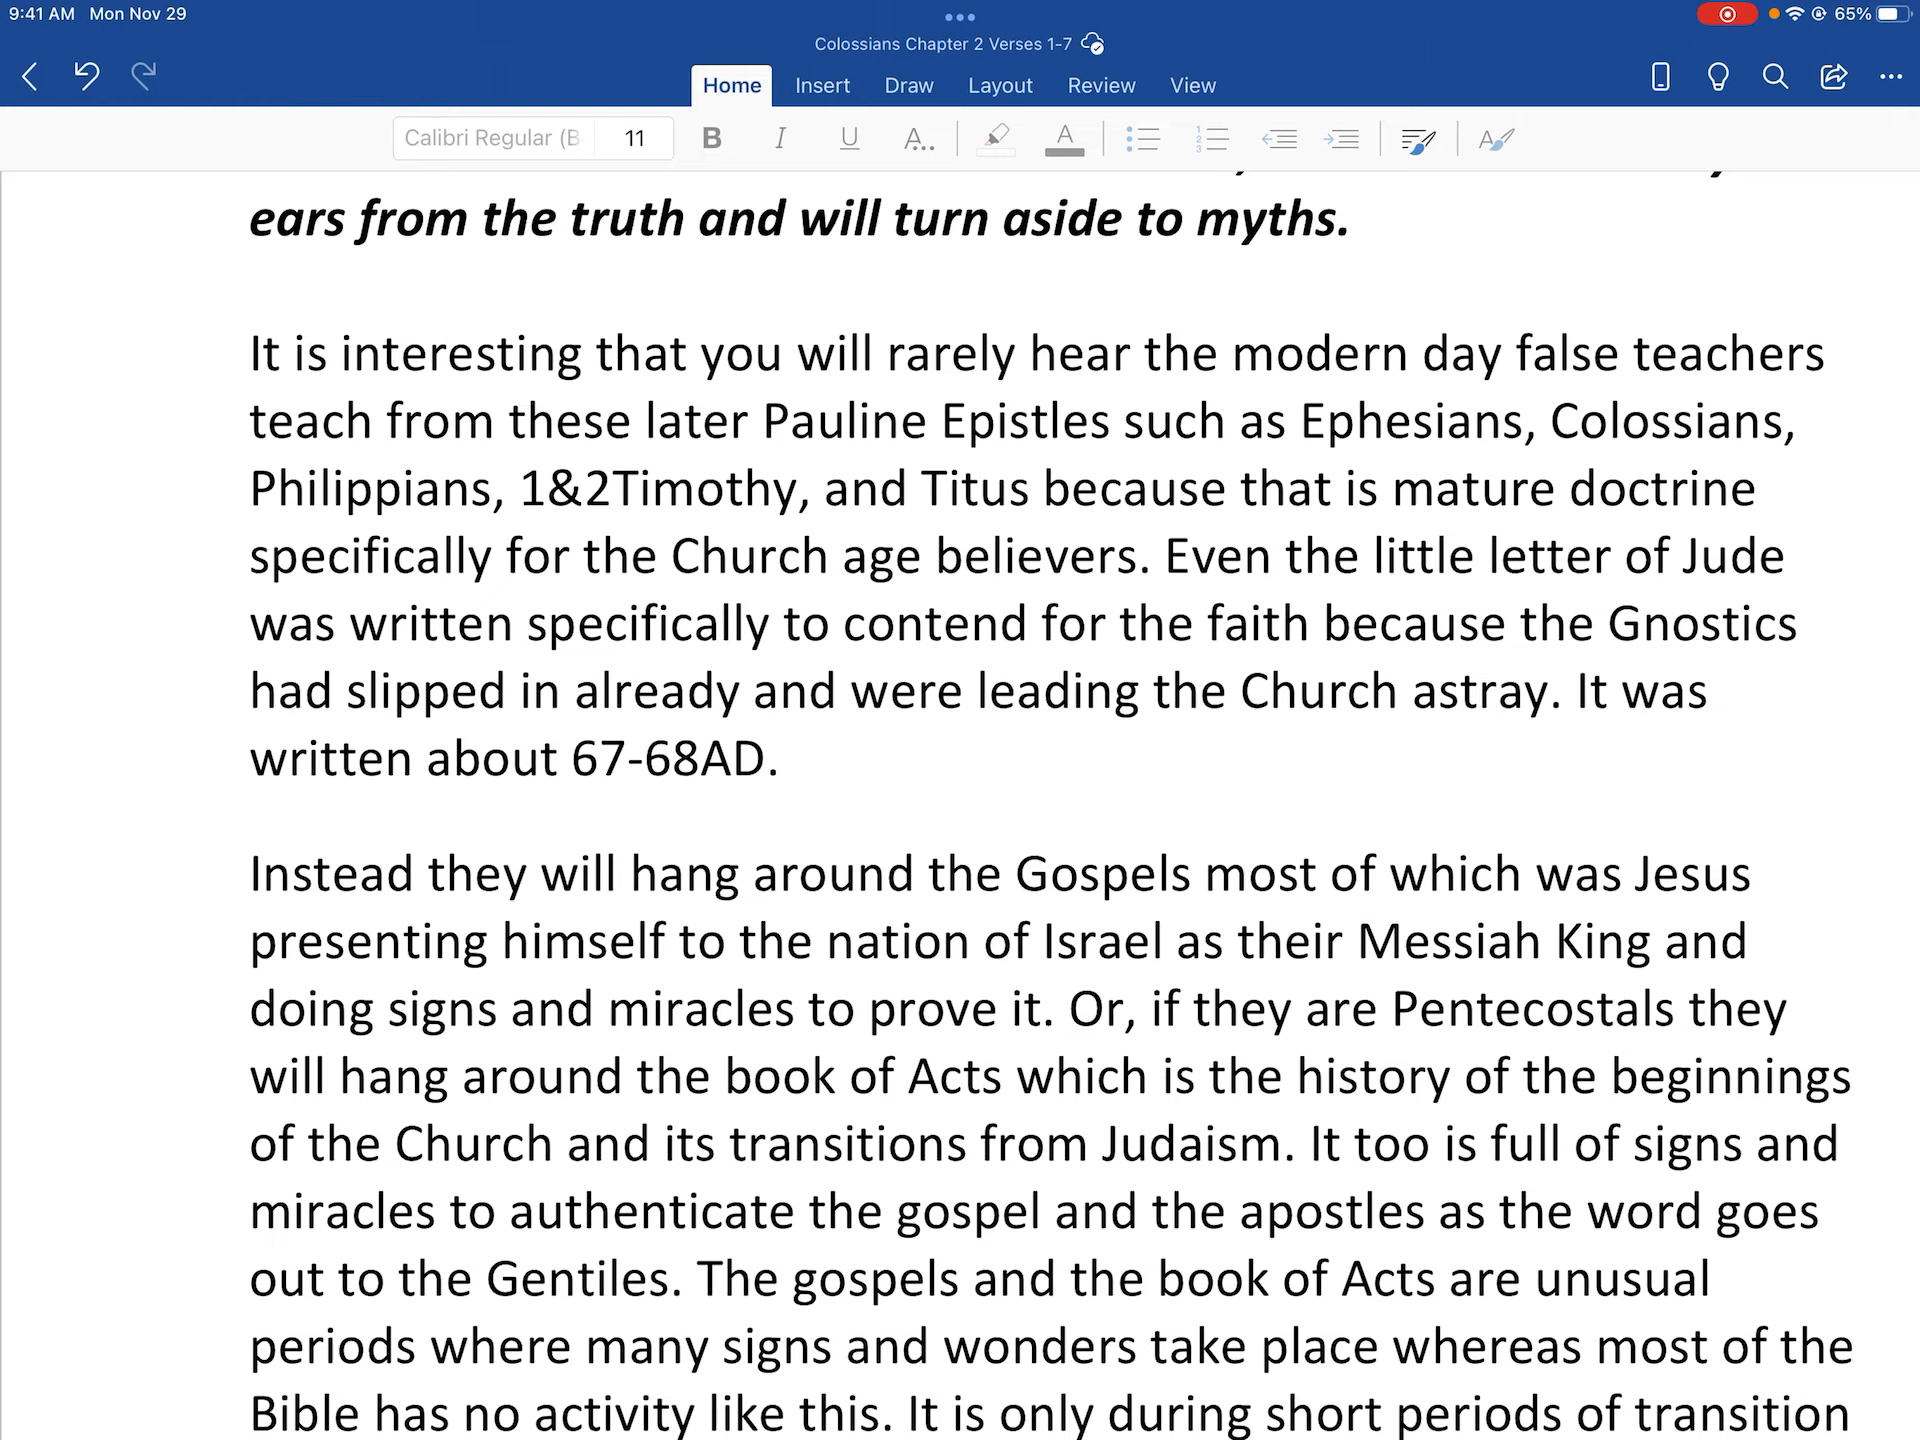 9:41 AM Mon Nov 29
65%
Colossians Chapter 2 Verses 1-7
Home Insert Draw Layout Review View
Calibri Regular (B 11 B I U A.. A A
ears from the truth and will turn aside to myths.
It is interesting that you will rarely hear the modern day false teachers
teach from these later Pauline Epistles such as Ephesians, Colossians,
Philippians, 1&2Timothy, and Titus because that is mature doctrine
specifically for the Church age believers. Even the little letter of Jude
was written specifically to contend for the faith because the Gnostics
had slipped in already and were leading the Church astray. It was
written about 67-68AD.
Instead they will hang around the Gospels most of which was Jesus
presenting himself to the nation of Israel as their Messiah King and
doing signs and miracles to prove it. Or, if they are Pentecostals they
will hang around the book of Acts which is the history of the beginnings
of the Church and its transitions from Judaism. It too is full of signs and
miracles to authenticate the gospel and the apostles as the word goes
out to the Gentiles. The gospels and the book of Acts are unusual
periods where many signs and wonders take place whereas most of the
Bible has no activity like this. It is only during short periods of transition